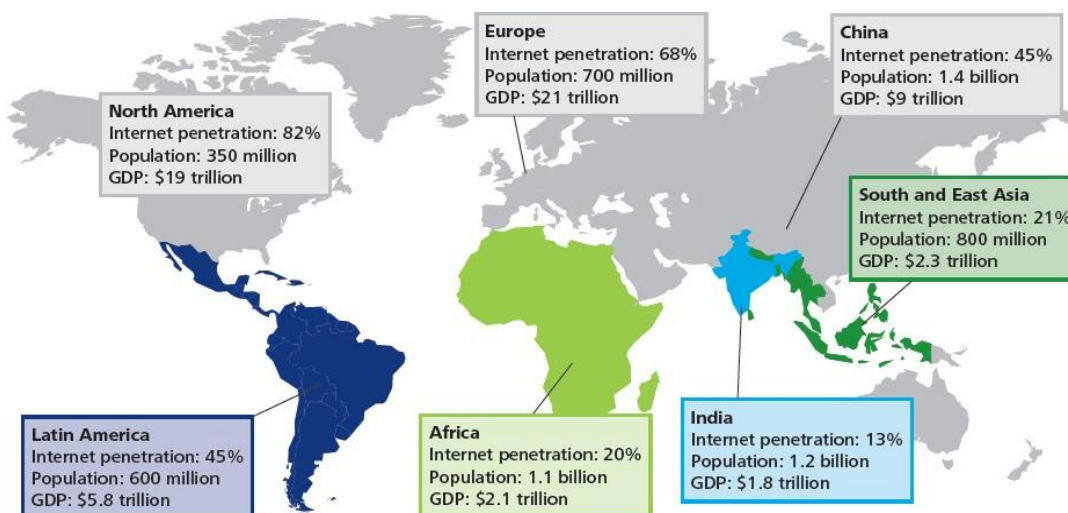 Europe
Internet penetration: 68%
Population: 700 million
GDP: $21 trillion
China
Internet penetration: 45%
Population: 1.4 billion
GDP: $9 trillion
North America
Internet penetration: 82%
Population: 350 million
GDP: $19 trillion
South and East Asia
Internet penetration: 21%
Population: 800 million
GDP: $2.3 trillion
Latin America
Internet penetration: 45%
Population: 600 million
GDP: $5.8 trillion
Africa
Internet penetration: 20%
Population: 1.1 billion
GDP: $2.1 trillion
India
Internet penetration: 13%
Population: 1.2 billion
GDP: $1.8 trillion